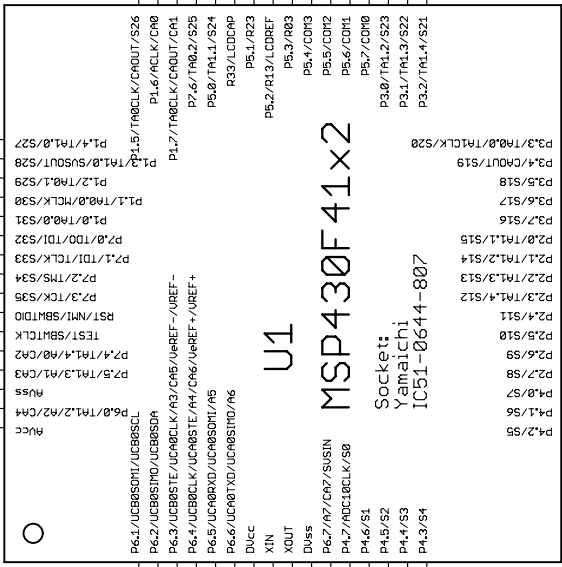 P1.5/TA0CLK/CAOUT/S26
P1.6/ACLK/CA0
P1.7/TA0CLK/CAOUT/CA1
P7.6/TA0.2/S25
P5.0/TA1.1/S24
R33/LCDCAP
P5.1/R23
P5.2/R13/LCDREF
P5.3/R03
P5.4/COM3
P5.5/COM2
P5.6/COM1
P5.7/COM0
P3.0/TA1.2/S23
P3.1/TA1.3/S22
P3.2/TA1.4/S21
P1.4/TA1.0/S27
P1.3/TA1.0/SVSOUT/S28
P1.2/TA0.1/S29
P1.1/TA0.0/MCLK/S30
P1.0/TA0.0/S31
P7.0/TDO/TDI/S32
P7.1/TDI/TCLK/S33
P7.2/TMS/S34
P7.3/TCK/S35
RST/NMI/SBWTDIO
TEST/SBWTCLK
P7.4/TA1.4/A0/CA2
P7.5/TA1.3/A1/CA3
AVss
P6.0/TA1.2/A2/CA4
AVcc
P3.3/TA0.0/TA1CLK/S20
P3.4/CAOUT/S19
P3.5/S18
P3.6/S17
P3.7/S16
P2.0/TA1.1/S15
P2.1/TA1.2/S14
P2.2/TA1.3/S13
P2.3/TA1.4/S12
P2.4/S11
P2.5/S10
P2.6/S9
P2.7/S8
P4.0/S7
P4.1/S6
P4.2/S5
U1
MSP430F41x2
Socket:
Yamaichi
IC51-0644-807
P6.1/UCB0SOMI/UCB0SCL
P6.2/UCB0SIMO/UCB0SDA
P6.3/UCB0STE/UCA0CLK/A3/CA5/VeREF-/VREF-
P6.4/UCB0CLK/UCA0STE/A4/CA6/VeREF+/VREF+
P6.5/UCA0RXD/UCA0SOMI/A5
P6.6/UCA0TXD/UCA0SIMO/A6
DVcc
XIN
XOUT
DVss
P6.7/A7/CA7/SVSIN
P4.7/ADC10CLK/S0
P4.6/S1
P4.5/S2
P4.4/S3
P4.3/S4